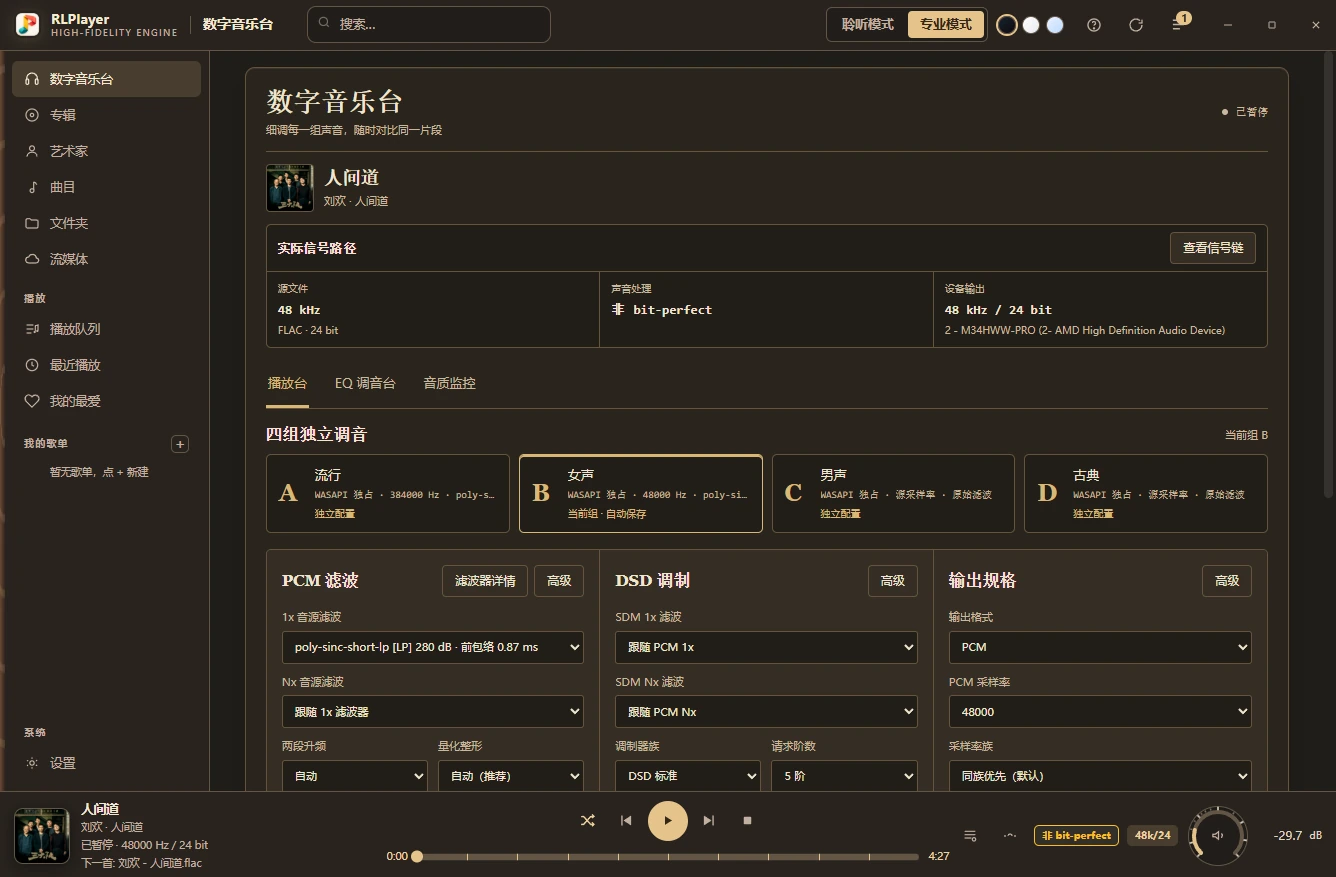 RLPlayer
HIGH-FIDELITY ENGINE
数字音乐台
搜索...
聆听模式
专业模式
1
数字音乐台
专辑
艺术家
曲目
文件夹
流媒体
播放
播放队列
最近播放
我的最爱
我的歌单
暂无歌单，点 + 新建
系统
设置
数字音乐台
细调每一组声音，随时对比同一片段
已暂停
人间道
刘欢 · 人间道
实际信号路径
查看信号链
源文件
48 kHz
FLAC · 24 bit
声音处理
bit-perfect
设备输出
48 kHz / 24 bit
2 - M34HWW-PRO (2- AMD High Definition Audio Device)
播放台
EQ 调音台
音质监控
四组独立调音
当前组 B
A
流行
WASAPI 独占 · 384000 Hz · poly-s…
独立配置
B
女声
WASAPI 独占 · 48000 Hz · poly-si…
当前组 · 自动保存
C
男声
WASAPI 独占 · 源采样率 · 原始滤波
独立配置
D
古典
WASAPI 独占 · 源采样率 · 原始滤波
独立配置
PCM 滤波
滤波器详情
高级
1x 音源滤波
poly-sinc-short-lp [LP] 280 dB · 前包络 0.87 ms
Nx 音源滤波
跟随 1x 滤波器
两段升频
量化整形
自动
自动（推荐）
DSD 调制
高级
SDM 1x 滤波
跟随 PCM 1x
SDM Nx 滤波
跟随 PCM Nx
调制器族
请求阶数
DSD 标准
5 阶
输出规格
高级
输出格式
PCM
PCM 采样率
48000
采样率族
同族优先（默认）
人间道
刘欢 · 人间道
已暂停 · 48000 Hz / 24 bit
下一首: 刘欢 - 人间道.flac
0:00
4:27
bit-perfect
48k/24
-29.7 dB